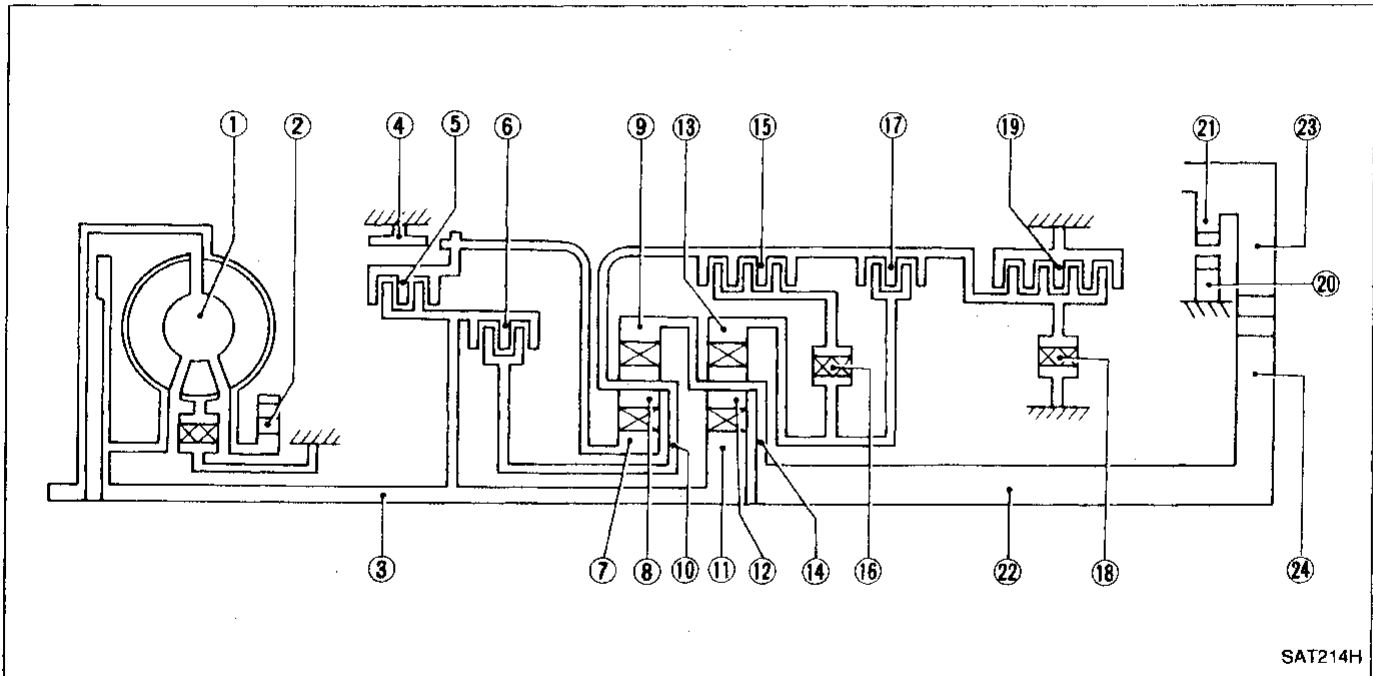 ① ② ④ ⑤ ⑥ ⑨ ⑬ ⑮ ⑰ ⑲ ㉑ ㉓
⑳
③ ⑦ ⑧ ⑩ ⑪ ⑫ ⑭ ⑯ ㉒ ⑱ ㉔
SAT214H